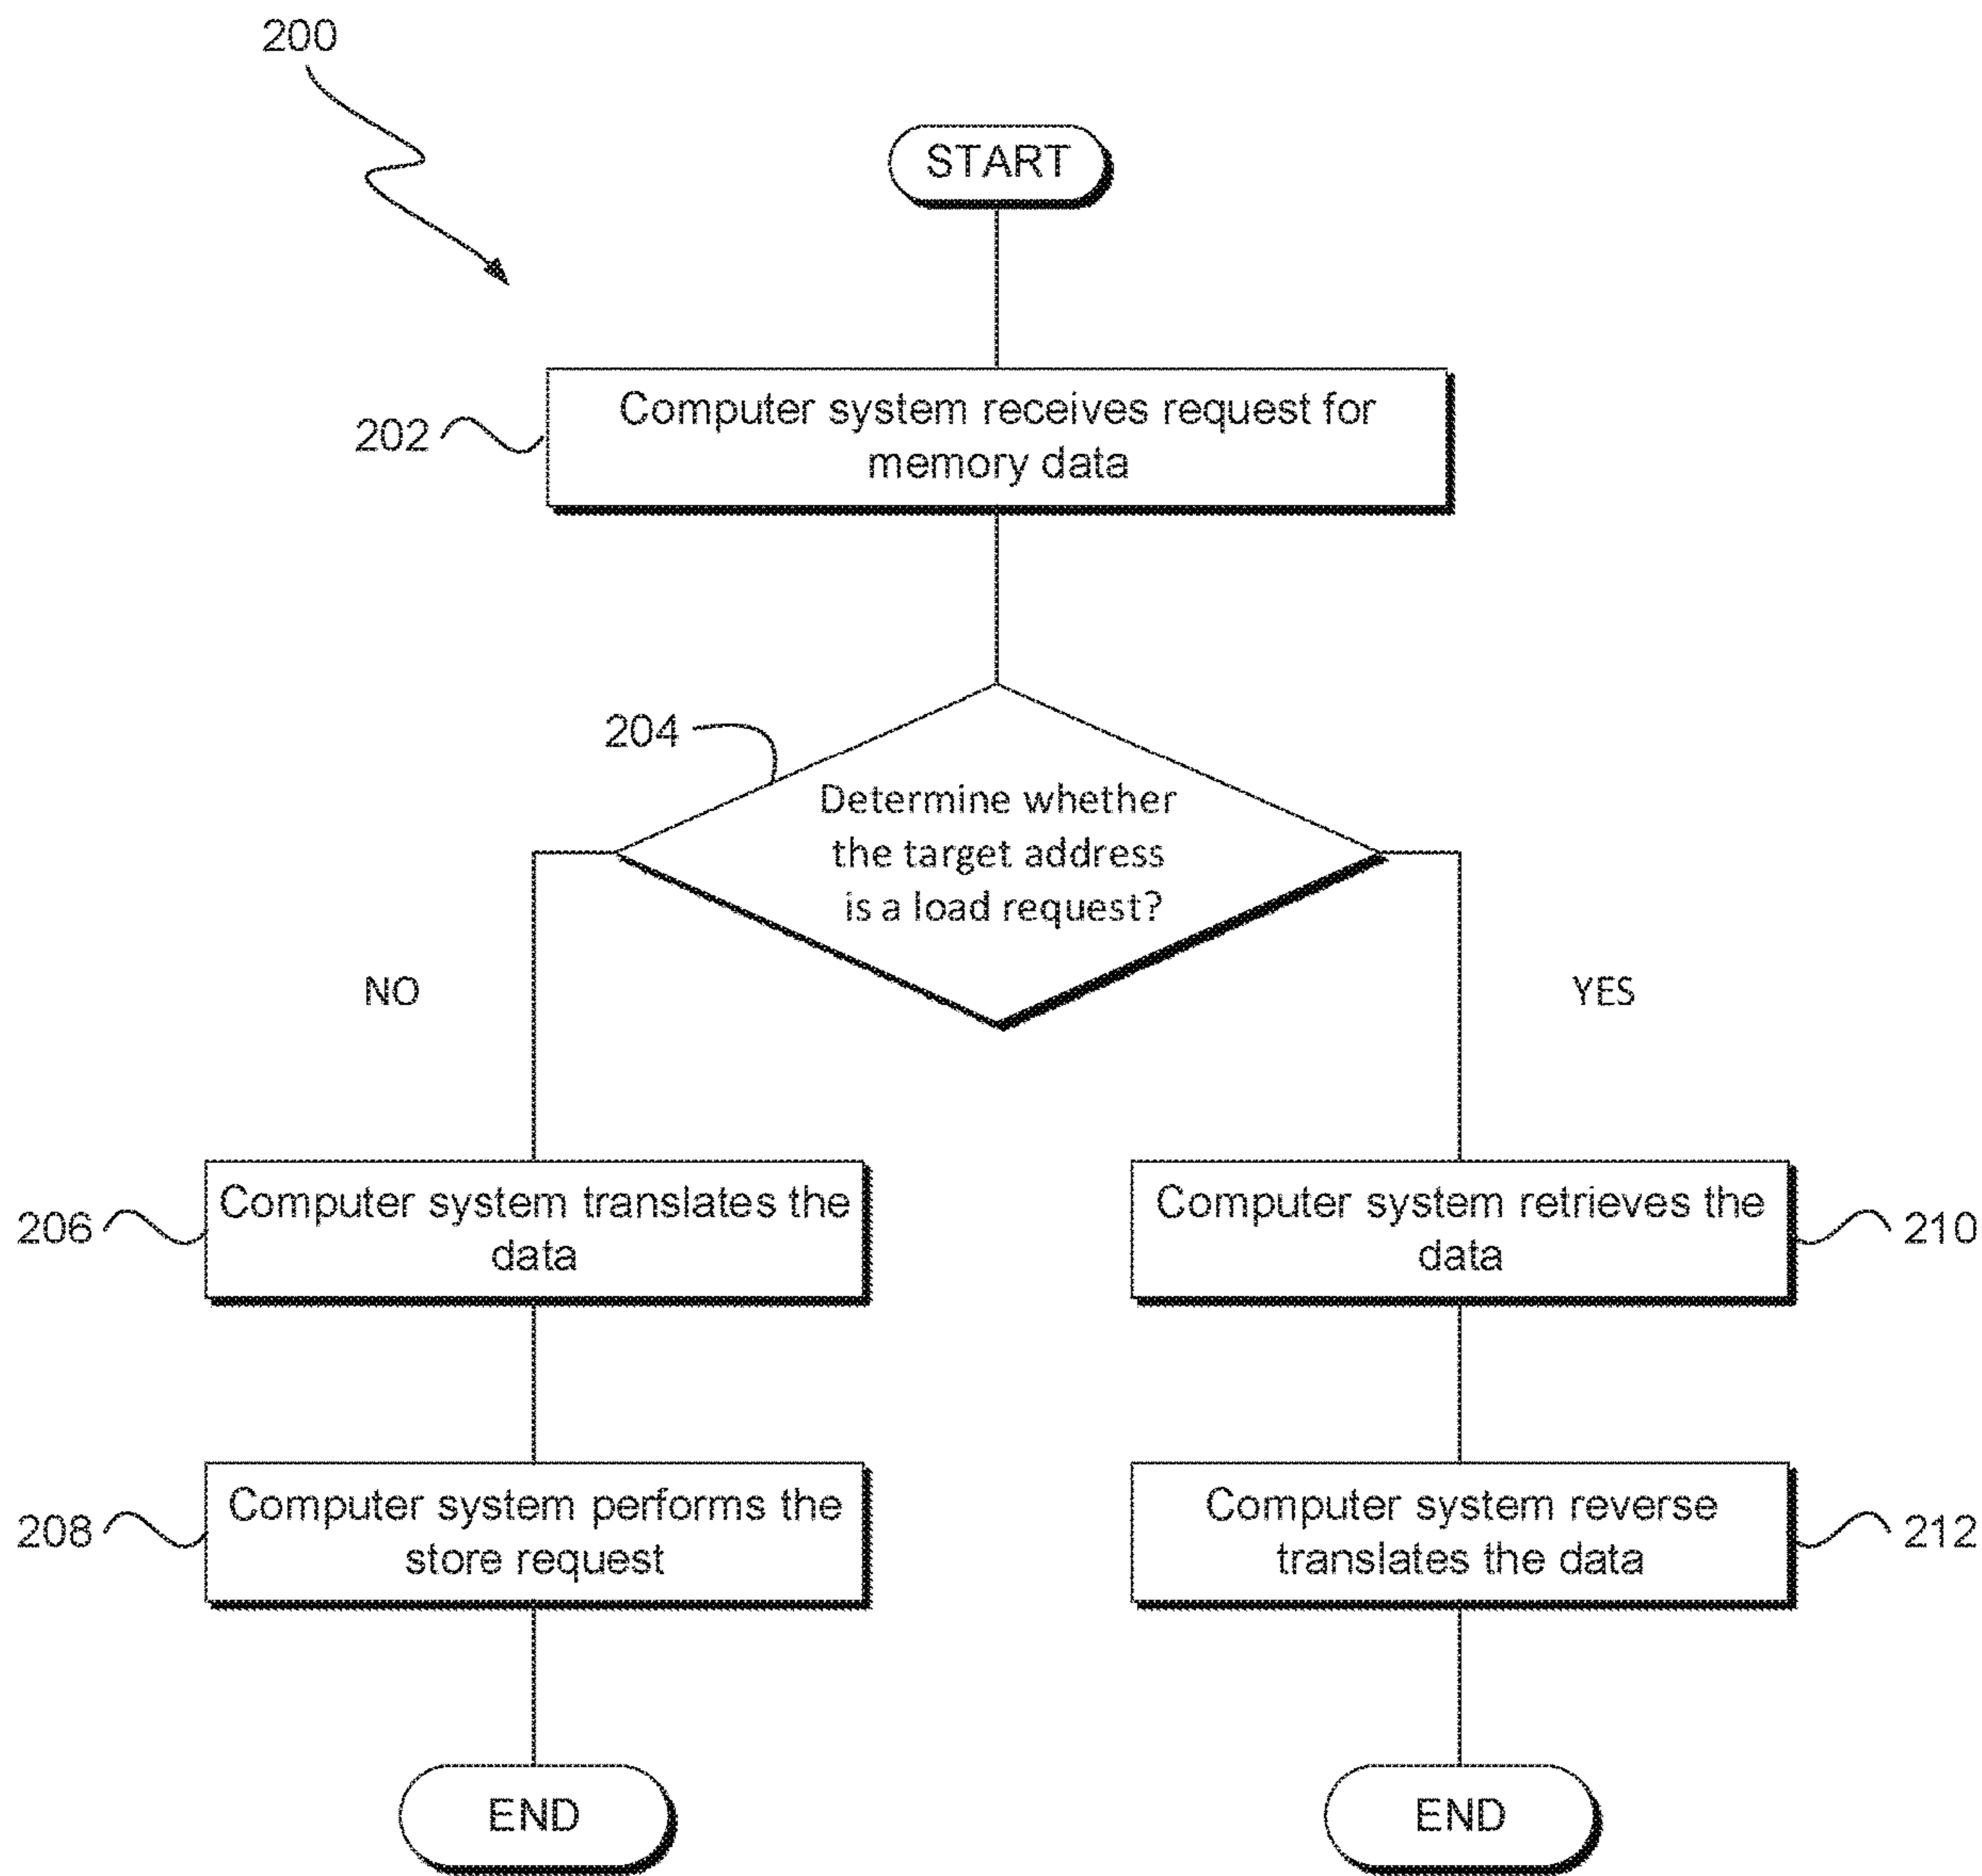 200
START
202
Computer system receives request for
memory data
204
Determine whether
the target address
is a load request?
NO
YES
206
Computer system translates the
data
Computer system retrieves the
data
210
208
Computer system performs the
store request
Computer system reverse
translates the data
212
END
END